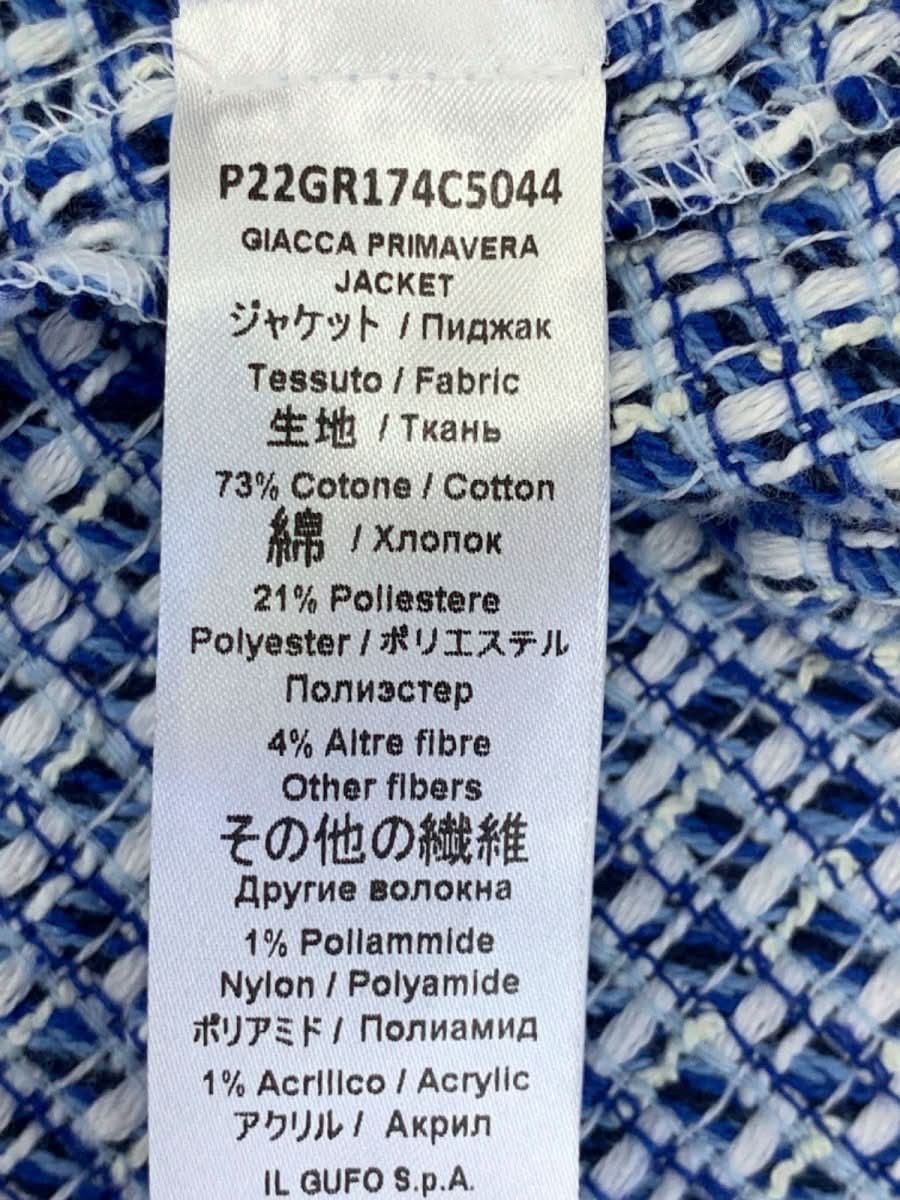 P22GR174C5044
GIACCA PRIMAVERA
JACKET
ジャケット / Пиджак
Tessuto / Fabric
生地 / Ткань
73% Cotone / Cotton
綿 / Хлопок
21% Poliestere
Polyester / ポリエステル
Полиэстер
4% Altre fibre
Other fibers
その他の繊維
Другие волокна
1% Poliammide
Nylon / Polyamide
ポリアミド / Полиамид
1% Acrilico / Acrylic
アクリル / Акрил
IL GUFO S.p.A.